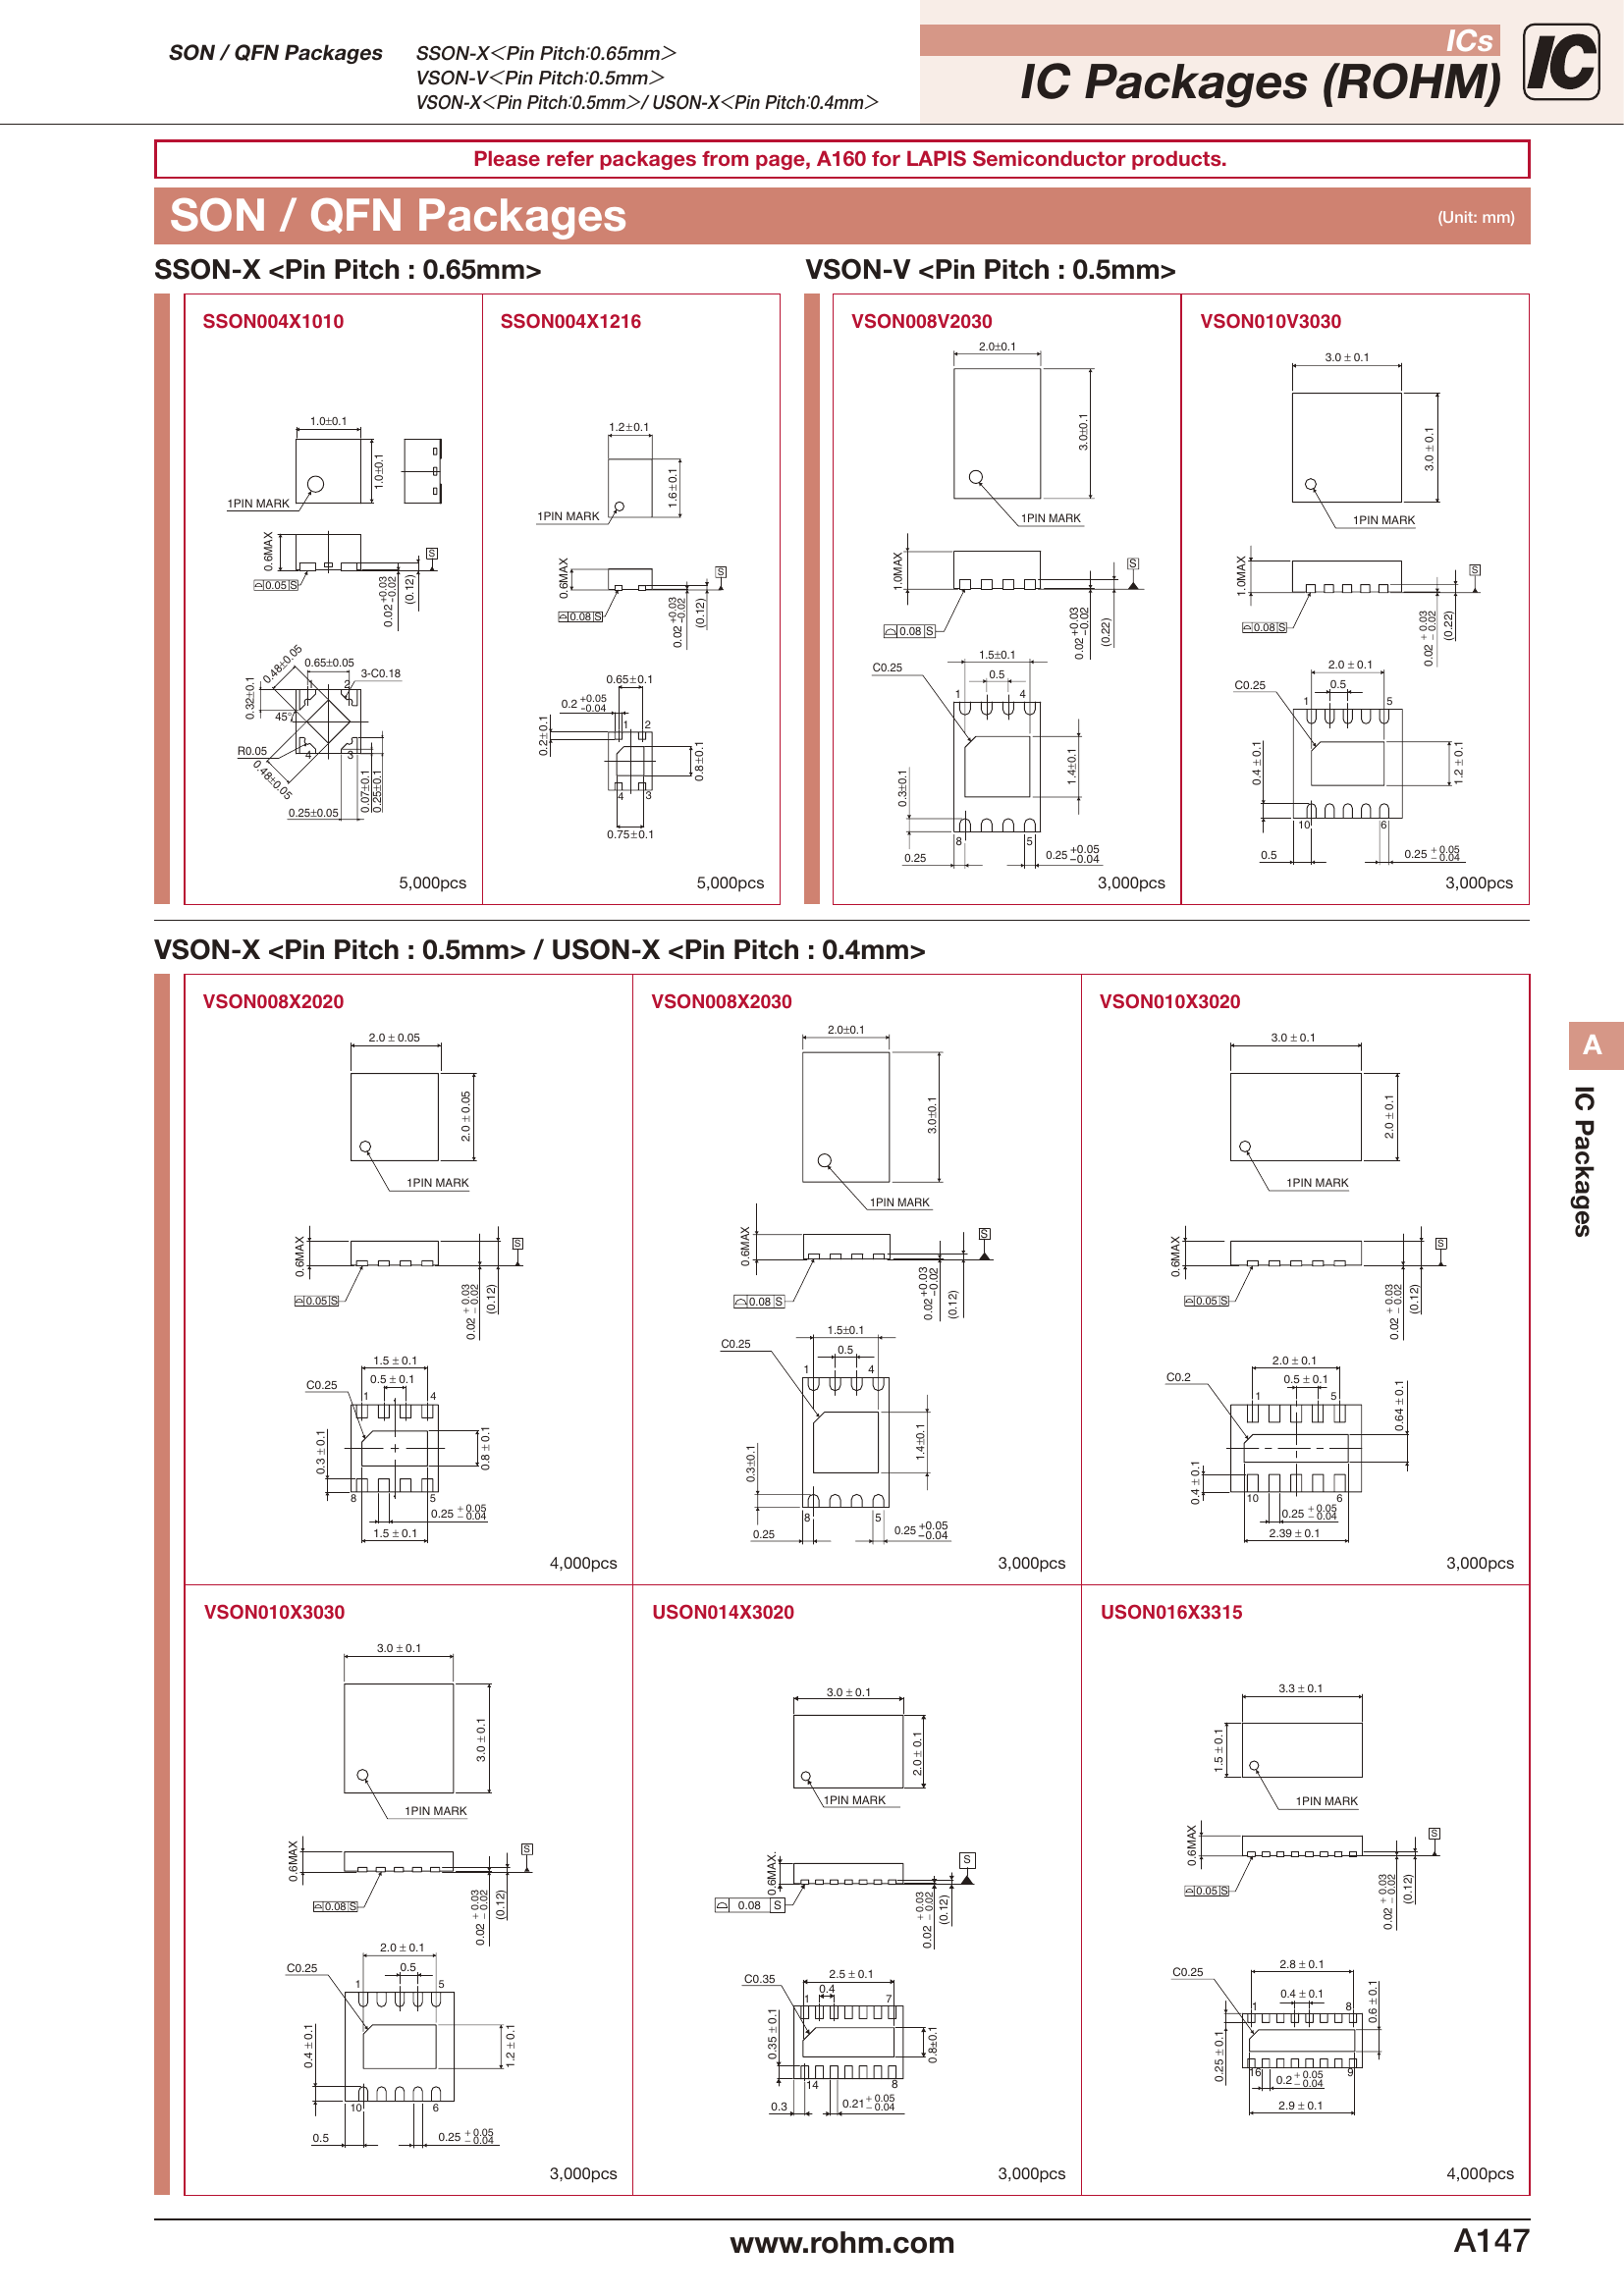 SON / QFN Packages
SSON-X<Pin Pitch:0.65mm>
VSON-V<Pin Pitch:0.5mm>
VSON-X<Pin Pitch:0.5mm>/ USON-X<Pin Pitch:0.4mm>
ICs
IC Packages (ROHM)
IC
Please refer packages from page, A160 for LAPIS Semiconductor products.
SON / QFN Packages
(Unit: mm)
SSON-X <Pin Pitch : 0.65mm>
SSON004X1010
1.0±0.1
1.0±0.1
1PIN MARK
0.6MAX
S
0.05 S
0.02 +0.03 −0.02
(0.12)
0.48±0.05
0.65±0.05
3-C0.18
0.32±0.1
1
2
45°
R0.05
4
3
0.48±0.05
0.07±0.1
0.25±0.1
0.25±0.05
5,000pcs
SSON004X1216
1.2±0.1
1.6±0.1
1PIN MARK
0.6MAX
S
0.08 S
0.02 +0.03 −0.02
(0.12)
0.65±0.1
0.2 +0.05 −0.04
1
2
0.2±0.1
0.8±0.1
4
3
0.75±0.1
5,000pcs
VSON-V <Pin Pitch : 0.5mm>
VSON008V2030
2.0±0.1
3.0±0.1
1PIN MARK
1.0MAX
S
0.08 S
0.02 +0.03 −0.02
(0.22)
1.5±0.1
C0.25
0.5
1
4
1.4±0.1
0.3±0.1
8
5
0.25
0.25 +0.05 −0.04
3,000pcs
VSON010V3030
3.0 ± 0.1
3.0 ± 0.1
1PIN MARK
1.0MAX
S
0.08 S
0.02 + 0.03 − 0.02
(0.22)
2.0 ± 0.1
C0.25
0.5
1
5
0.4 ± 0.1
1.2 ± 0.1
10
6
0.5
0.25 + 0.05 − 0.04
3,000pcs
VSON-X <Pin Pitch : 0.5mm> / USON-X <Pin Pitch : 0.4mm>
VSON008X2020
2.0 ± 0.05
2.0 ± 0.05
1PIN MARK
0.6MAX
S
0.05 S
0.02 + 0.03 − 0.02
(0.12)
1.5 ± 0.1
0.5 ± 0.1
C0.25
1
4
0.3 ± 0.1
0.8 ± 0.1
8
5
0.25 + 0.05 − 0.04
1.5 ± 0.1
4,000pcs
VSON008X2030
2.0±0.1
3.0±0.1
1PIN MARK
0.6MAX
S
0.08 S
0.02 +0.03 −0.02
(0.12)
1.5±0.1
C0.25
0.5
1
4
1.4±0.1
0.3±0.1
8
5
0.25
0.25 +0.05 −0.04
3,000pcs
VSON010X3020
3.0 ± 0.1
2.0 ± 0.1
1PIN MARK
0.6MAX
S
0.05 S
0.02 + 0.03 − 0.02
(0.12)
2.0 ± 0.1
C0.2
0.5 ± 0.1
1
5
0.64 ± 0.1
0.4 ± 0.1
10
6
0.25 + 0.05 − 0.04
2.39 ± 0.1
3,000pcs
A
IC Packages
VSON010X3030
3.0 ± 0.1
3.0 ± 0.1
1PIN MARK
0.6MAX
S
0.08 S
0.02 + 0.03 − 0.02
(0.12)
2.0 ± 0.1
C0.25
0.5
1
5
0.4 ± 0.1
1.2 ± 0.1
10
6
0.5
0.25 + 0.05 − 0.04
3,000pcs
USON014X3020
3.0 ± 0.1
2.0 ± 0.1
1PIN MARK
0.6MAX.
S
0.08 S
0.02 + 0.03 − 0.02
(0.12)
2.5 ± 0.1
C0.35
0.4
1
7
0.35 ± 0.1
0.8±0.1
14
8
0.3
0.21 + 0.05 − 0.04
3,000pcs
USON016X3315
3.3 ± 0.1
1.5 ± 0.1
1PIN MARK
0.6MAX
S
0.05 S
0.02 + 0.03 − 0.02
(0.12)
2.8 ± 0.1
C0.25
0.4 ± 0.1
1
8
0.6 ± 0.1
0.25 ± 0.1
16
9
0.2 + 0.05 − 0.04
2.9 ± 0.1
4,000pcs
www.rohm.com
A147